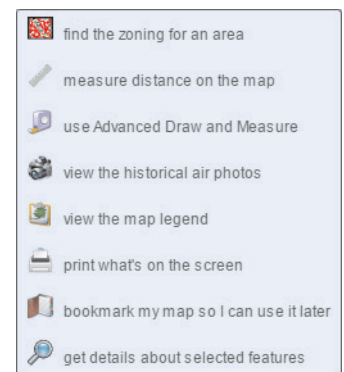 find the zoning for an area
measure distance on the map
use Advanced Draw and Measure
view the historical air photos
view the map legend
print what's on the screen
bookmark my map so I can use it later
get details about selected features